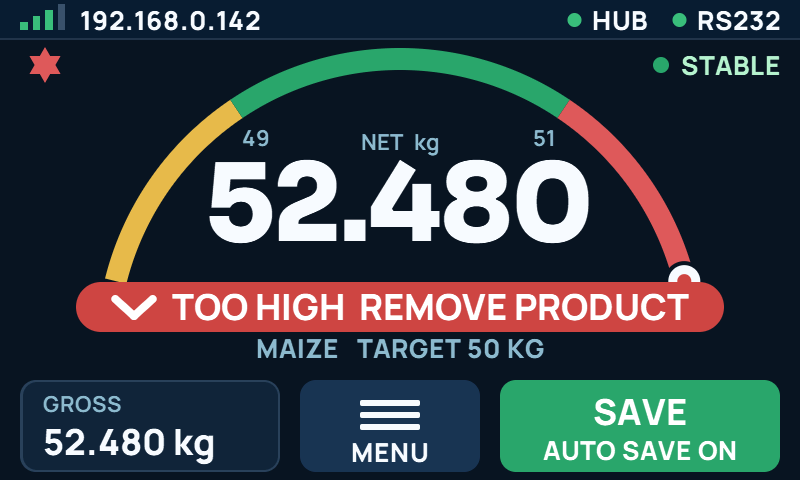 192.168.0.142
HUB
RS232
STABLE
49
NET kg
51
52.480
TOO HIGH REMOVE PRODUCT
MAIZE TARGET 50 KG
GROSS
52.480 kg
MENU
SAVE
AUTO SAVE ON